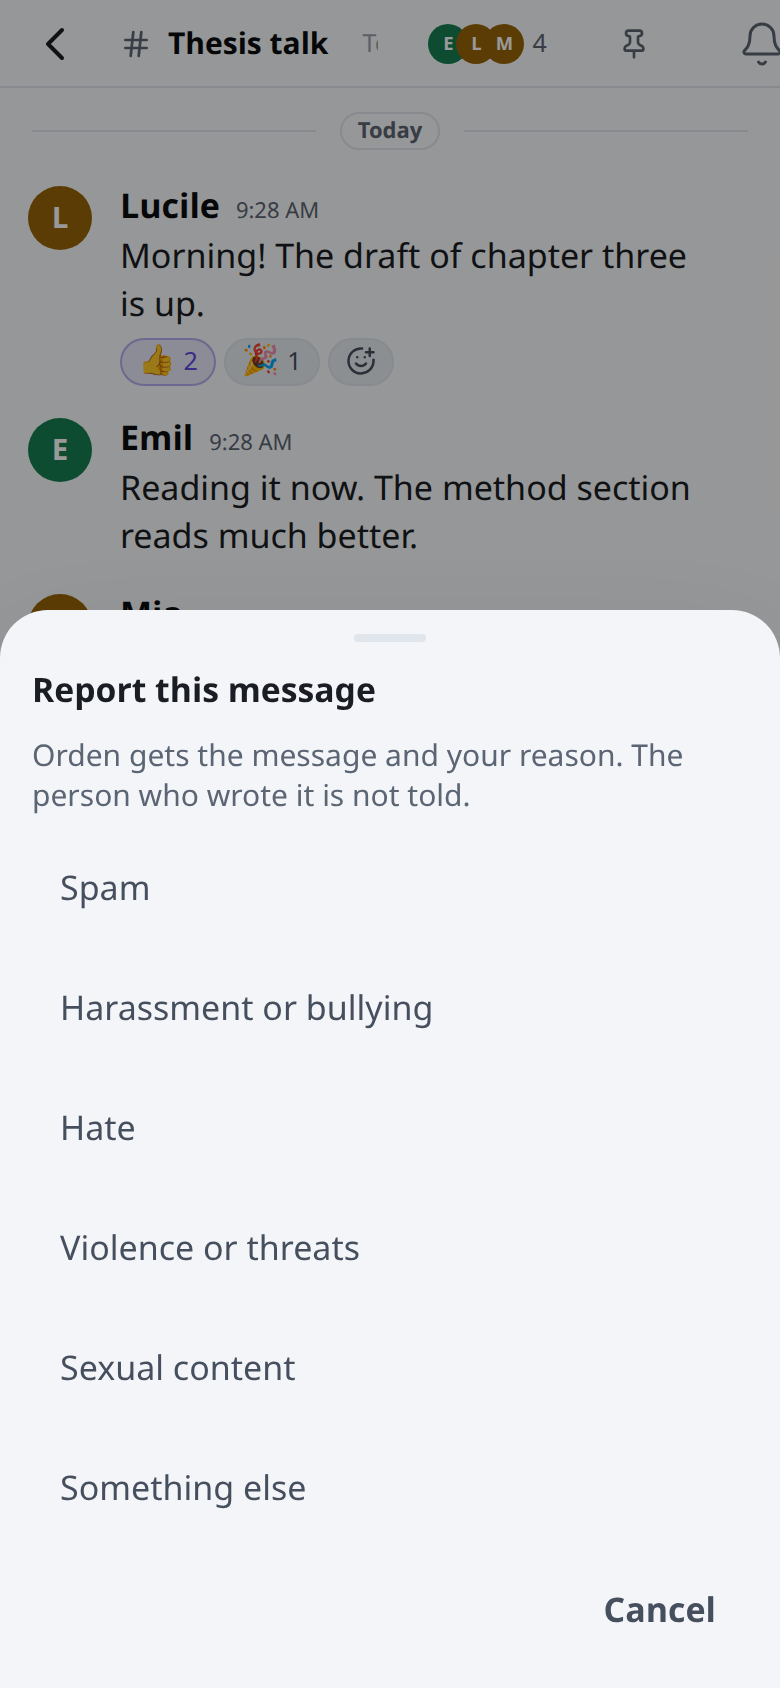 # Thesis talk E L M 4
Today
L Lucile 9:28 AM
Morning! The draft of chapter three
is up.
👍 2 🎉 1
E Emil 9:28 AM
Reading it now. The method section
reads much better.
Report this message
Orden gets the message and your reason. The
person who wrote it is not told.
Spam
Harassment or bullying
Hate
Violence or threats
Sexual content
Something else
Cancel